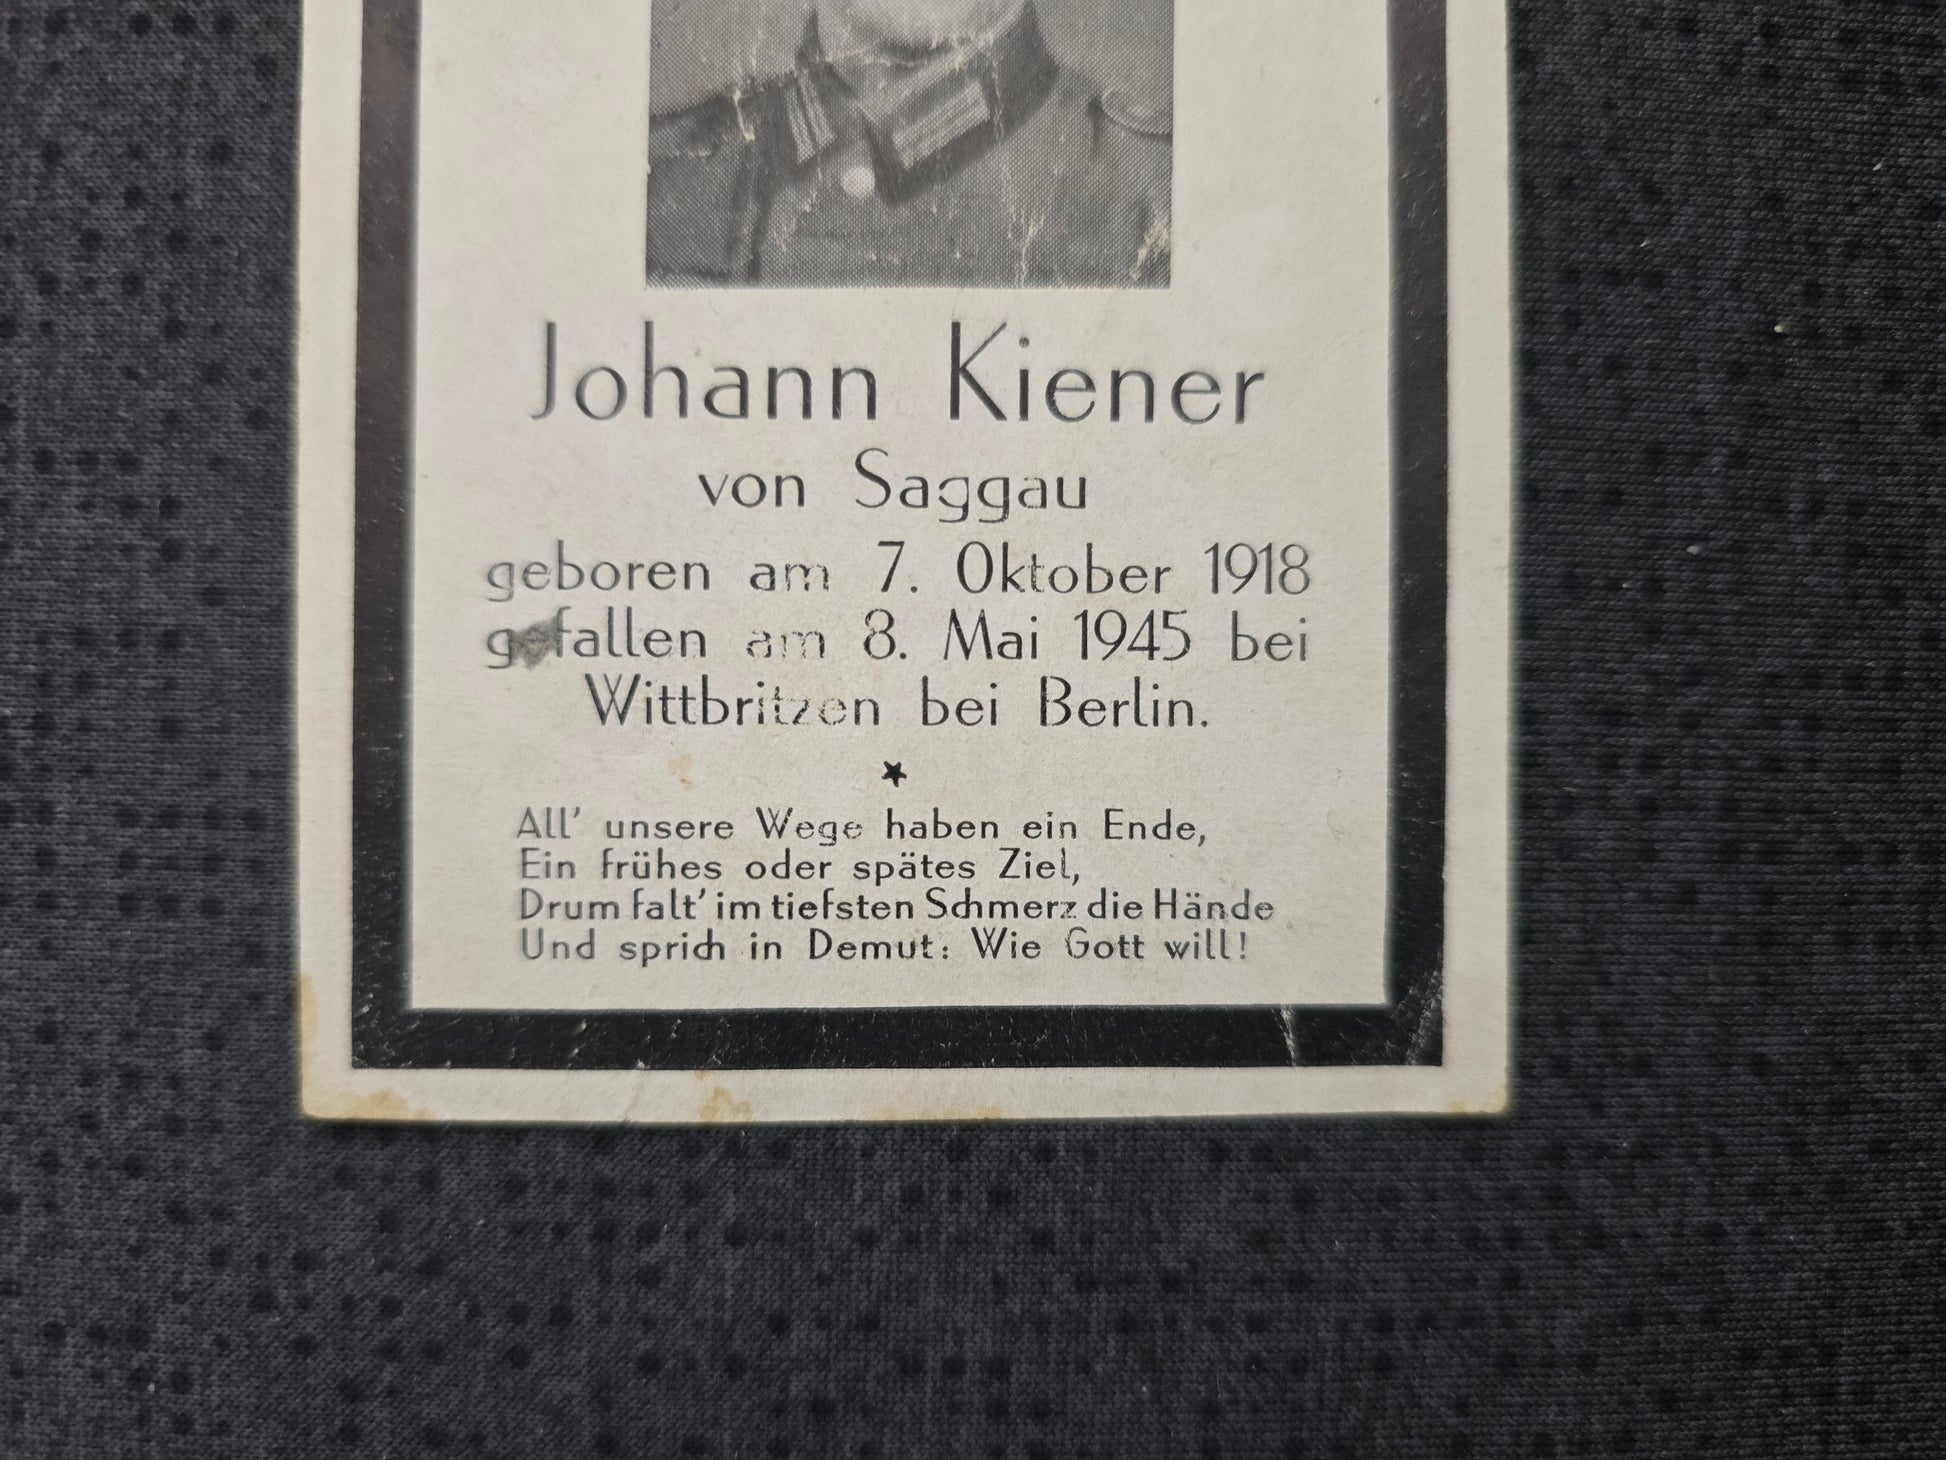 Johann Kiener
von Saggau
geboren am 7. Oktober 1918
gefallen am 8. Mai 1945 bei
Wittbritzen bei Berlin.
All' unsere Wege haben ein Ende,
Ein frühes oder spätes Ziel,
Drum falt' im tiefsten Schmerz die Hände
Und sprich in Demut: Wie Gott will!